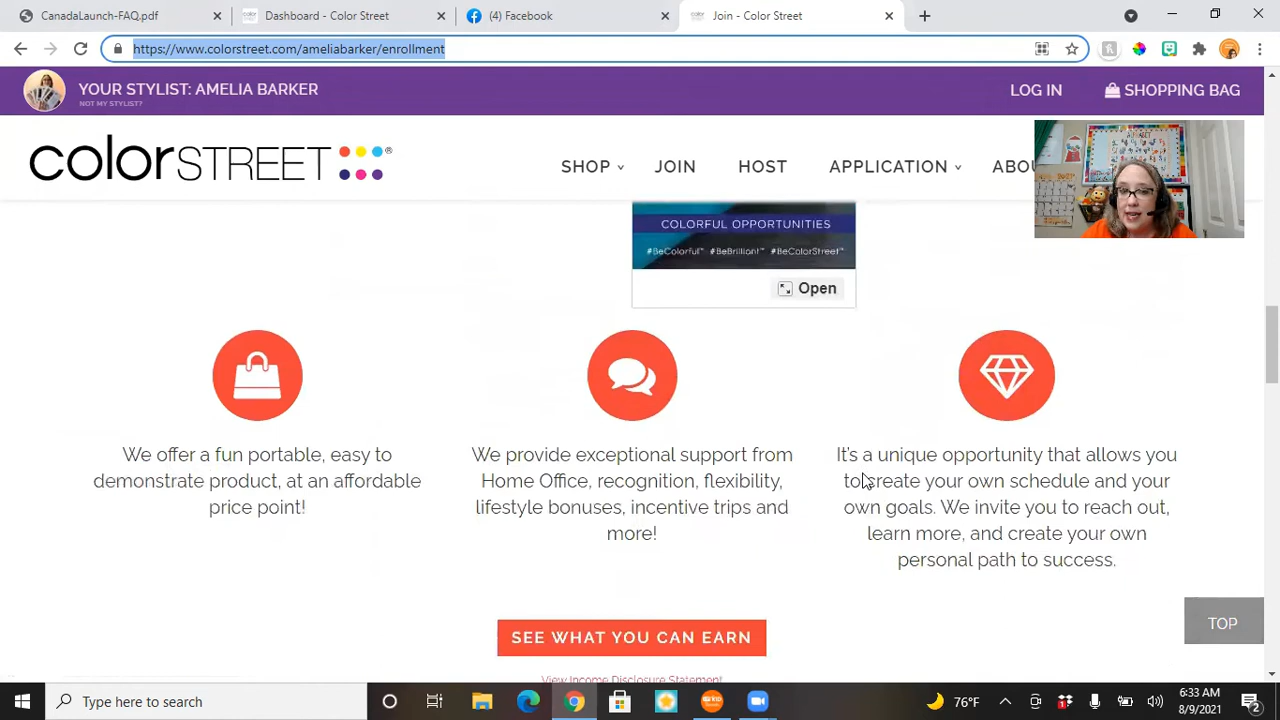 CanadaLaunch-FAQ.pdf
Dashboard - Color Street
(4) Facebook
Join - Color Street
https://www.colorstreet.com/ameliabarker/enrollment
YOUR STYLIST: AMELIA BARKER
NOT MY STYLIST?
LOG IN
SHOPPING BAG
colorSTREET®
SHOP
JOIN
HOST
APPLICATION
ABOU
ALPHABET
COLORFUL OPPORTUNITIES
#BeColorful™ #BeBrilliant™ #BeColorStreet™
Open
We offer a fun portable, easy to
demonstrate product, at an affordable
price point!
We provide exceptional support from
Home Office, recognition, flexibility,
lifestyle bonuses, incentive trips and
more!
It's a unique opportunity that allows you
to create your own schedule and your
own goals. We invite you to reach out,
learn more, and create your own
personal path to success.
SEE WHAT YOU CAN EARN
View Income Disclosure Statement
TOP
Type here to search
76°F
6:33 AM
8/9/2021